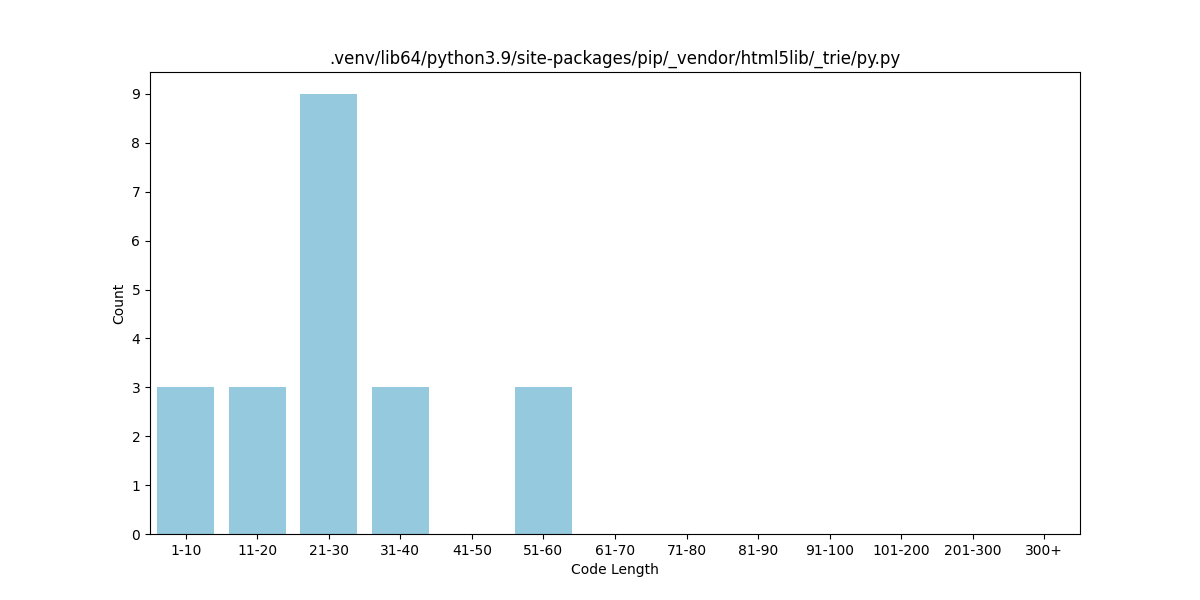 .venv/lib64/python3.9/site-packages/pip/_vendor/html5lib/_trie/py.py
9
8
7
6
5
4
3
2
1
0
Count
1-10 11-20 21-30 31-40 41-50 51-60 61-70 71-80 81-90 91-100 101-200 201-300 300+
Code Length